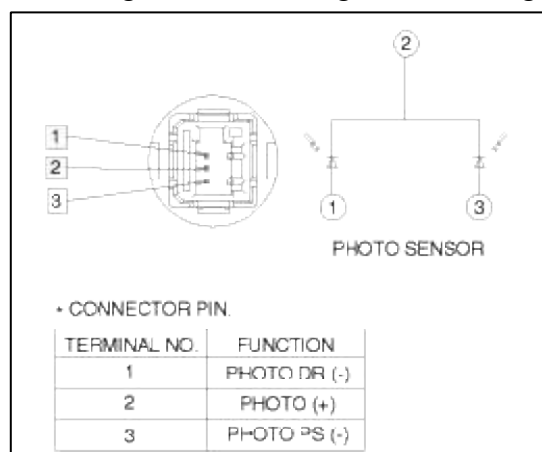 2
1
2
3
1
3
PHOTO SENSOR
* CONNECTOR PIN.
TERMINAL NO. FUNCTION
1 PHOTO DR (-)
2 PHOTO (+)
3 PHOTO PS (-)